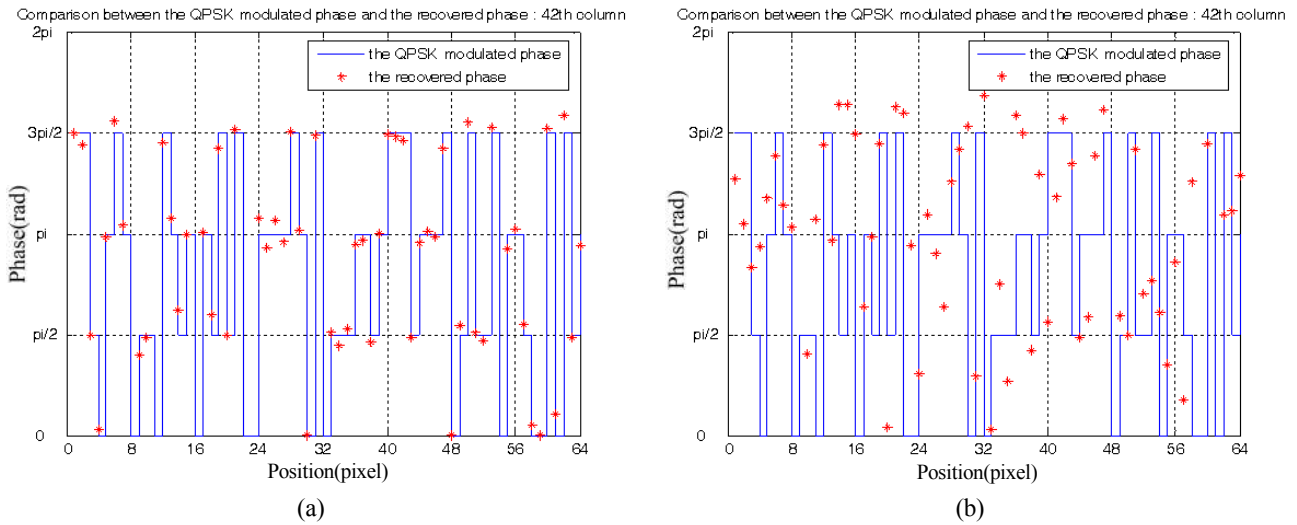 Comparison between the QPSK modulated phase and the recovered phase : 42th column
2pi
3pi/2
pi
pi/2
0
Phase(rad)
the QPSK modulated phase
the recovered phase
0 8 16 24 32 40 48 56 64
Position(pixel)
(a)
Comparison between the QPSK modulated phase and the recovered phase : 42th column
2pi
3pi/2
pi
pi/2
0
Phase(rad)
the QPSK modulated phase
the recovered phase
0 8 16 24 32 40 48 56 64
Position(pixel)
(b)